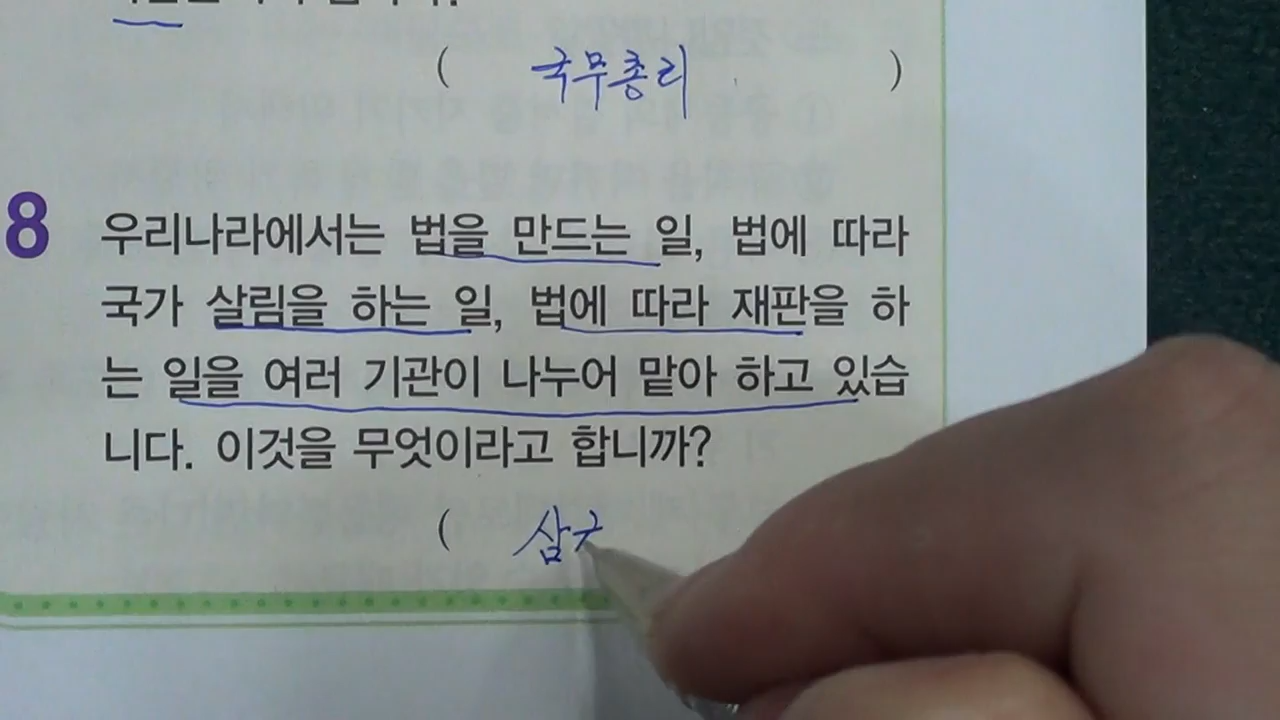 ( 국무총리 )
8 우리나라에서는 법을 만드는 일, 법에 따라
국가 살림을 하는 일, 법에 따라 재판을 하
는 일을 여러 기관이 나누어 맡아 하고 있습
니다. 이것을 무엇이라고 합니까?
( 삼